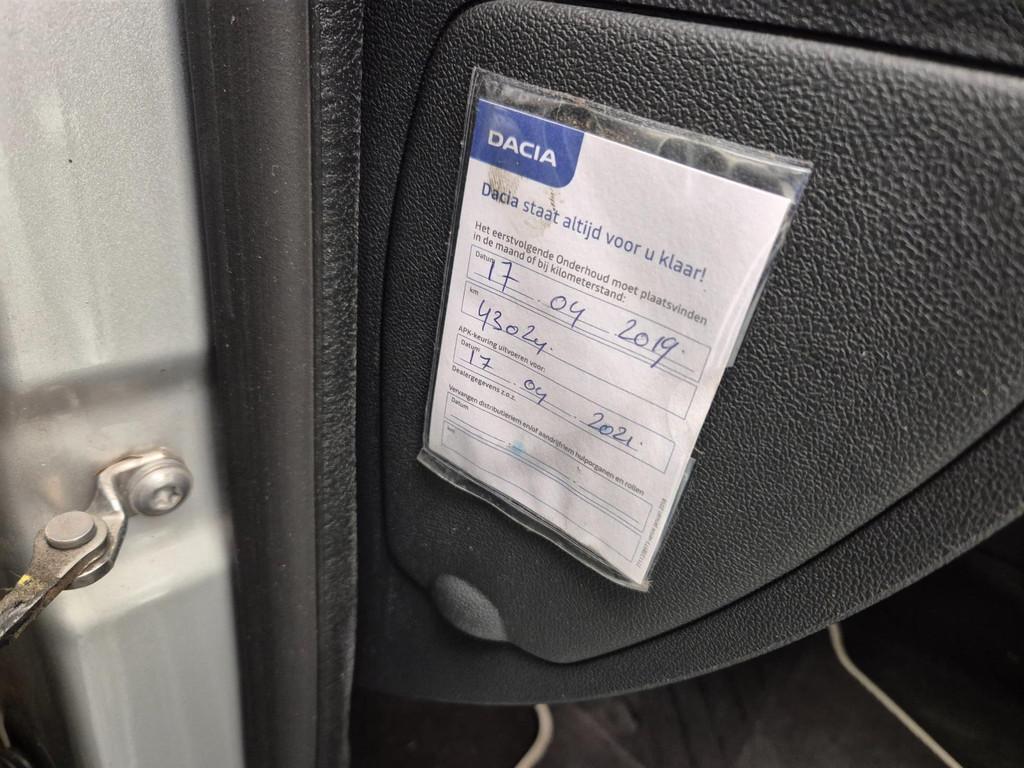 DACIA
Dacia staat altijd voor u klaar!
Het eerstvolgende Onderhoud moet plaatsvinden
in de maand of bij kilometerstand:
Datum 17 04 2019.
km 43024.
APK-keuring uitvoeren voor:
Datum 17 04 2021.
Dealergegevens z.o.z.
Vervangen distributieriem en/of aandrijfriem hulporganen en rollen
Datum
km